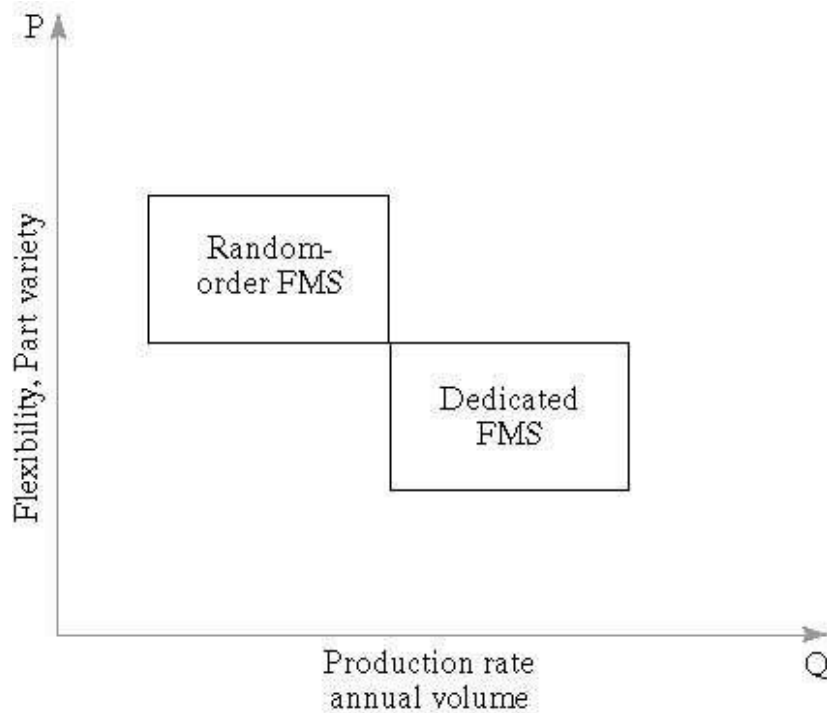 P
Flexibility, Part variety
Random-
order FMS
Dedicated
FMS
Production rate
annual volume
Q